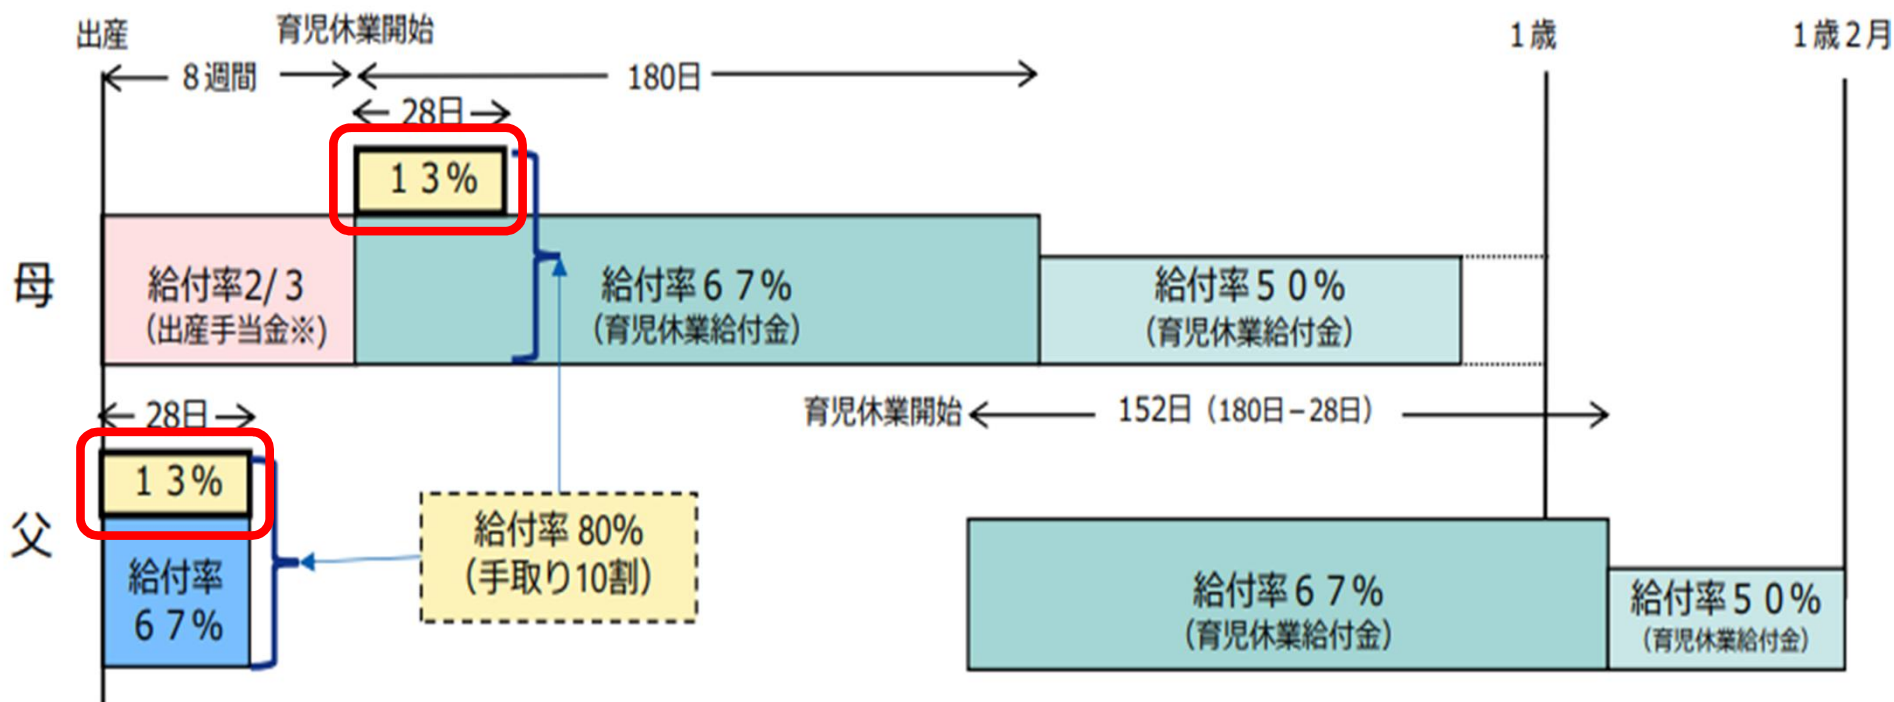 出産
育児休業開始
1歳
1歳2月
8週間
180日
28日
13%
母
給付率2/3
(出産手当金※)
給付率67%
(育児休業給付金)
給付率50%
(育児休業給付金)
28日
育児休業開始
152日(180日-28日)
13%
父
給付率
67%
給付率 80%
(手取り10割)
給付率67%
(育児休業給付金)
給付率50%
(育児休業給付金)